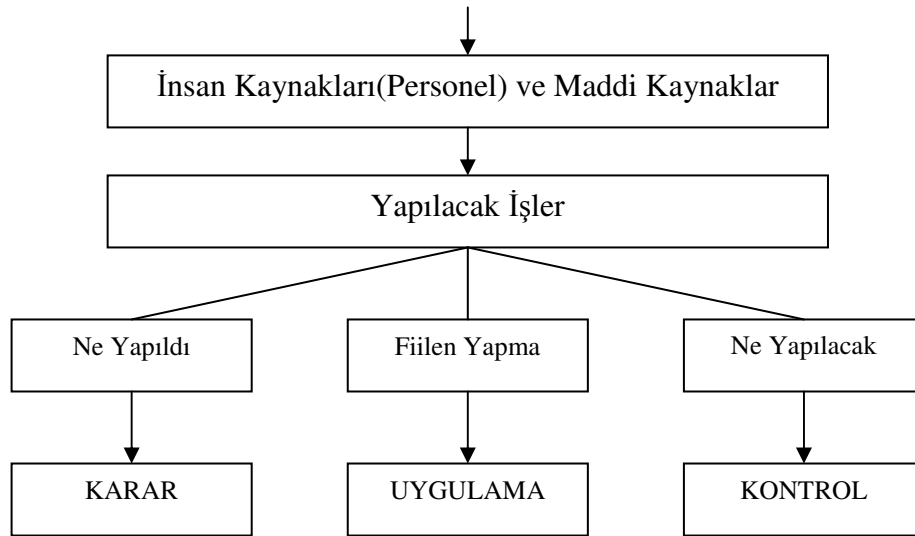 İnsan Kaynakları(Personel) ve Maddi Kaynaklar
Yapılacak İşler
Ne Yapıldı
Fiilen Yapma
Ne Yapılacak
KARAR
UYGULAMA
KONTROL